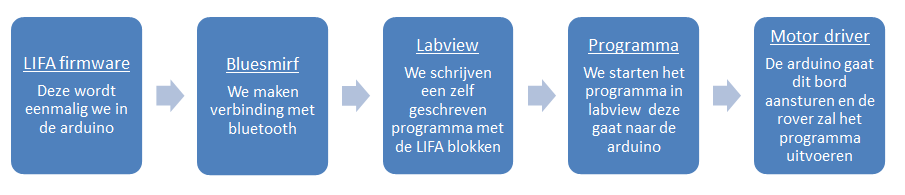 LIFA firmware
Deze wordt
eenmalig we in
de arduino
Bluesmirf
We maken
verbinding met
bluetooth
Labview
We schrijven
een zelf
geschreven
programma met
de LIFA blokken
Programma
We starten het
programma in
labview deze
gaat naar de
arduino
Motor driver
De arduino gaat
dit bord
aansturen en de
rover zal het
programma
uitvoeren